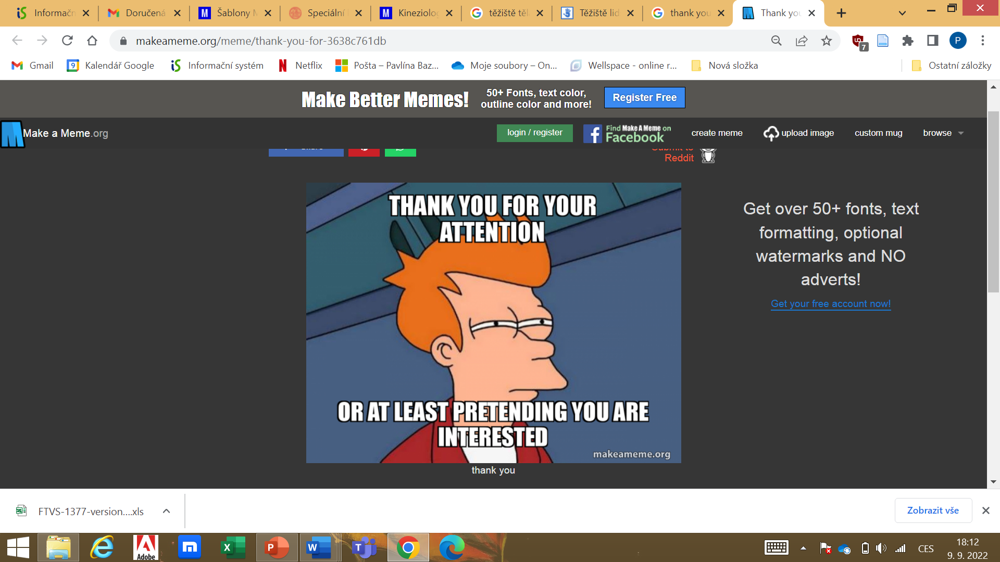 Informačn
Doručená
Šablony M
Speciální
Kineziolog
těžiště těl
Těžiště lid
thank you
Thank you
makeameme.org/meme/thank-you-for-3638c761db
7
P
Gmail
9
Kalendář Google
Informační systém
Netflix
Pošta – Pavlína Baz...
Moje soubory – On...
Wellspace - online r...
Nová složka
Ostatní záložky
Make Better Memes!
50+ Fonts, text color,
outline color and more!
Register Free
Make a Meme.org
login / register
Find Make A Meme on
Facebook
create meme
upload image
custom mug
browse
Submit to
Reddit
THANK YOU FOR YOUR
ATTENTION
OR AT LEAST PRETENDING YOU ARE
INTERESTED
makeameme.org
thank you
Get over 50+ fonts, text
formatting, optional
watermarks and NO
adverts!
Get your free account now!
FTVS-1377-version....xls
Zobrazit vše
Adobe
CES
18:12
9. 9. 2022